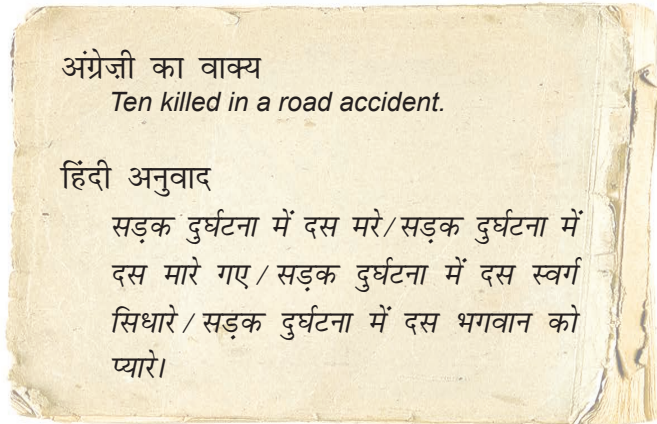 अंग्रेज़ी का वाक्य
Ten killed in a road accident.
हिंदी अनुवाद
सड़क दुर्घटना में दस मरे/सड़क दुर्घटना में
दस मारे गए / सड़क दुर्घटना में दस स्वर्ग
सिधारे / सड़क दुर्घटना में दस भगवान को
प्यारे।